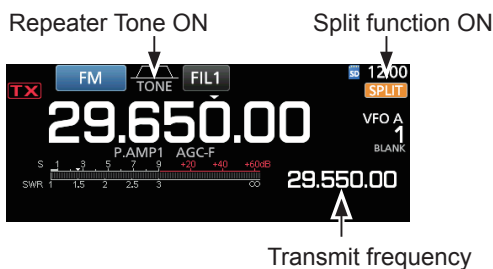 Repeater Tone ON Split function ON
FM TONE FIL1 SD 12:00
TX SPLIT
29.650.00 VFO A
1
P.AMP1 AGC-F BLANK
S 1 3 5 7 9 +20 +40 +60dB
SWR 1 1.5 2 2.5 3 ∞ 29.550.00
Transmit frequency